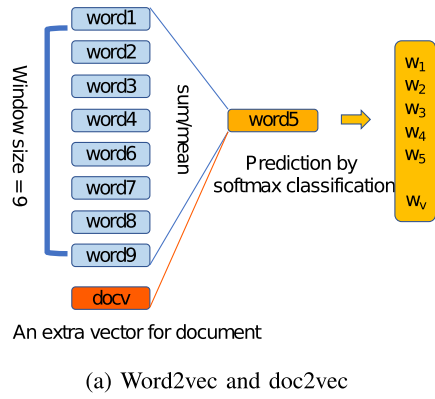 word1
word2
word3
word4
word6
word7
word8
word9
docv
Window size = 9
sum/mean
word5
Prediction by
softmax classification
w1
w2
w3
w4
w5
wv
An extra vector for document
(a) Word2vec and doc2vec